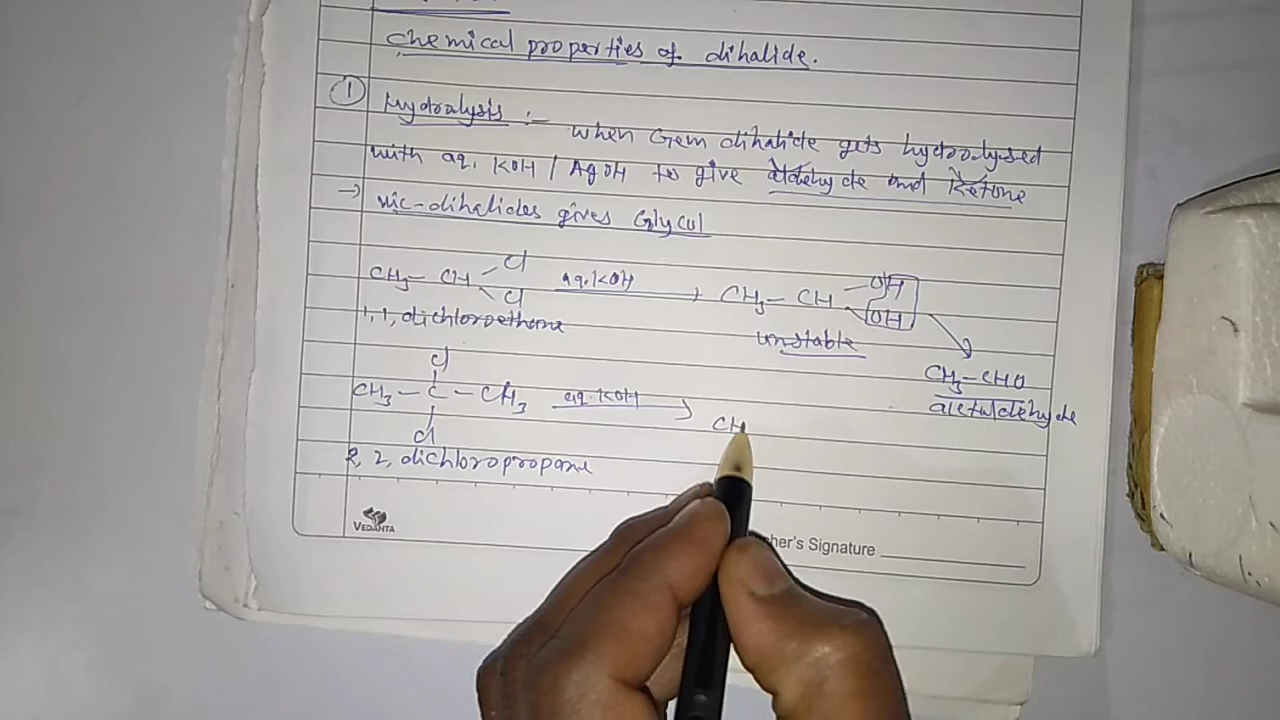 chemical properties of dihalide.
① Hydrolysis :- when Gem dihalide gets hydrolysed
with aq. KOH / AgOH to give aldehyde and Ketone
→ vic-dihalides gives Glycol
Cl
CH3 - CH aq.KOH → CH3 - CH OH
Cl OH
1,1, dichloroethane unstable
CH3-CHO
acetaldehyde
Cl
CH3 - C - CH3 aq.KOH → CH
Cl
2, 2, dichloropropane
VEDANTA
her's Signature